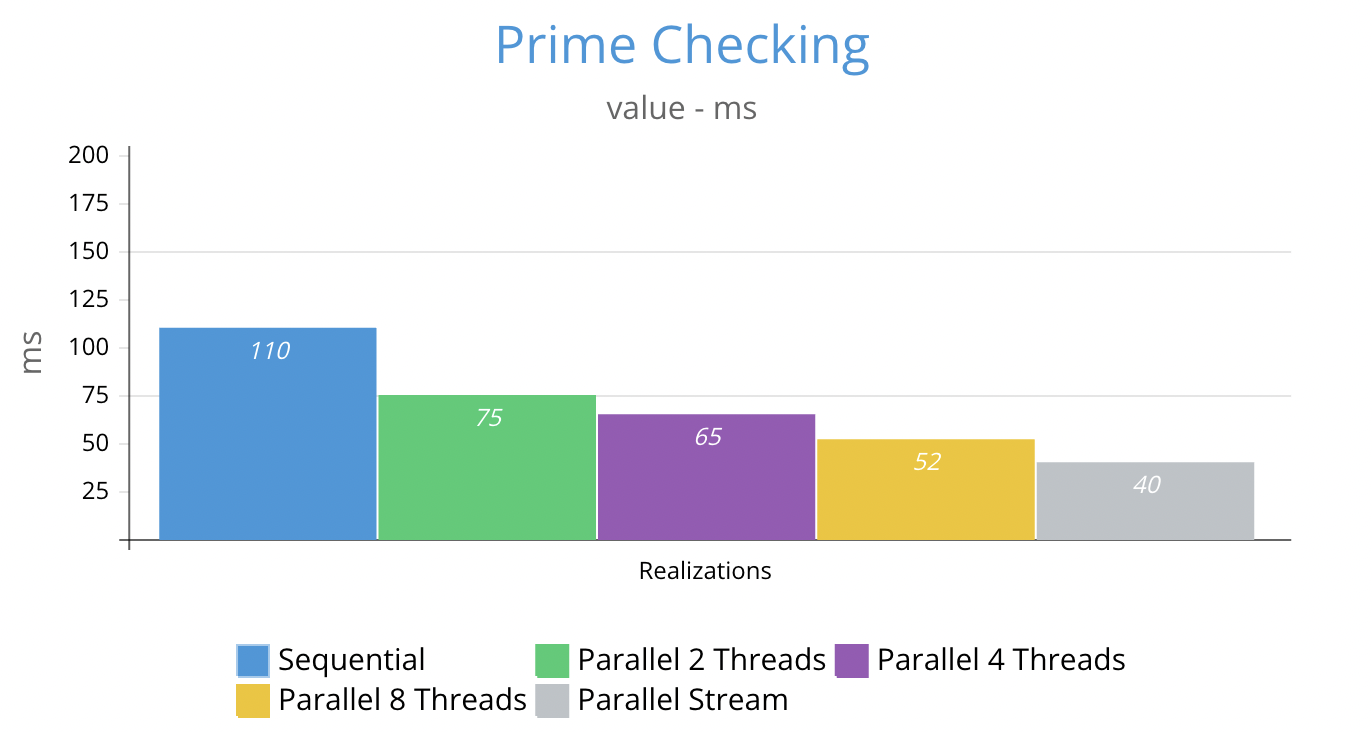 Prime Checking
value - ms
200
175
150
125
100
75
50
25
ms
110
75
65
52
40
Realizations
Sequential
Parallel 2 Threads
Parallel 4 Threads
Parallel 8 Threads
Parallel Stream